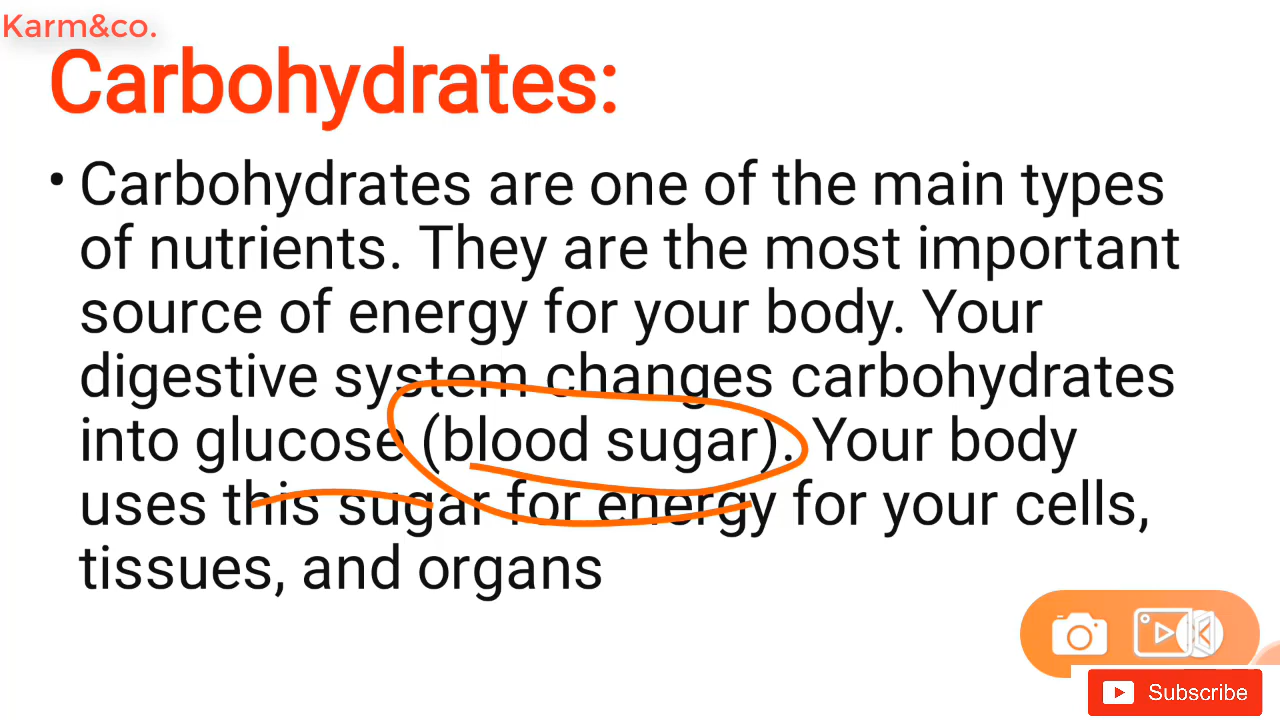 Karm&co.
Carbohydrates:
• Carbohydrates are one of the main types
of nutrients. They are the most important
source of energy for your body. Your
digestive system changes carbohydrates
into glucose (blood sugar). Your body
uses this sugar for energy for your cells,
tissues, and organs
Subscribe